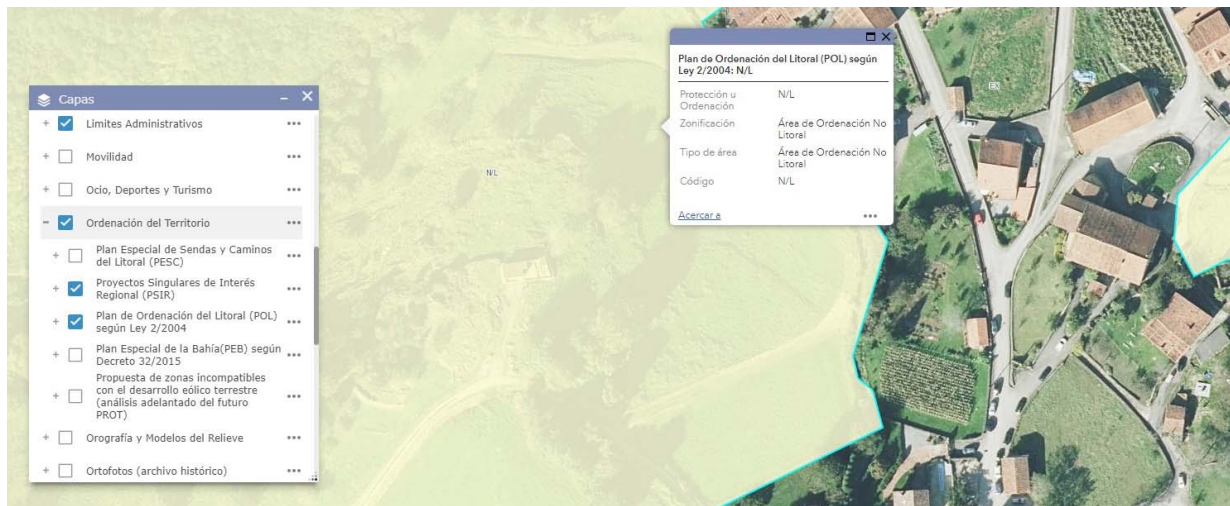 Capas
Limites Administrativos
Movilidad
Ocio, Deportes y Turismo
Ordenación del Territorio
Plan Especial de Sendas y Caminos
del Litoral (PESC)
Proyectos Singulares de Interés
Regional (PSIR)
Plan de Ordenación del Litoral (POL)
según Ley 2/2004
Plan Especial de la Bahía(PEB) según
Decreto 32/2015
Propuesta de zonas incompatibles
con el desarrollo eólico terrestre
(análisis adelantado del futuro
PROT)
Orografía y Modelos del Relieve
Ortofotos (archivo histórico)
N/L
Plan de Ordenación del Litoral (POL) según
Ley 2/2004: N/L
Protección u Ordenación N/L
Zonificación Área de Ordenación No
Litoral
Tipo de área Área de Ordenación No
Litoral
Código N/L
Acercar a
EX